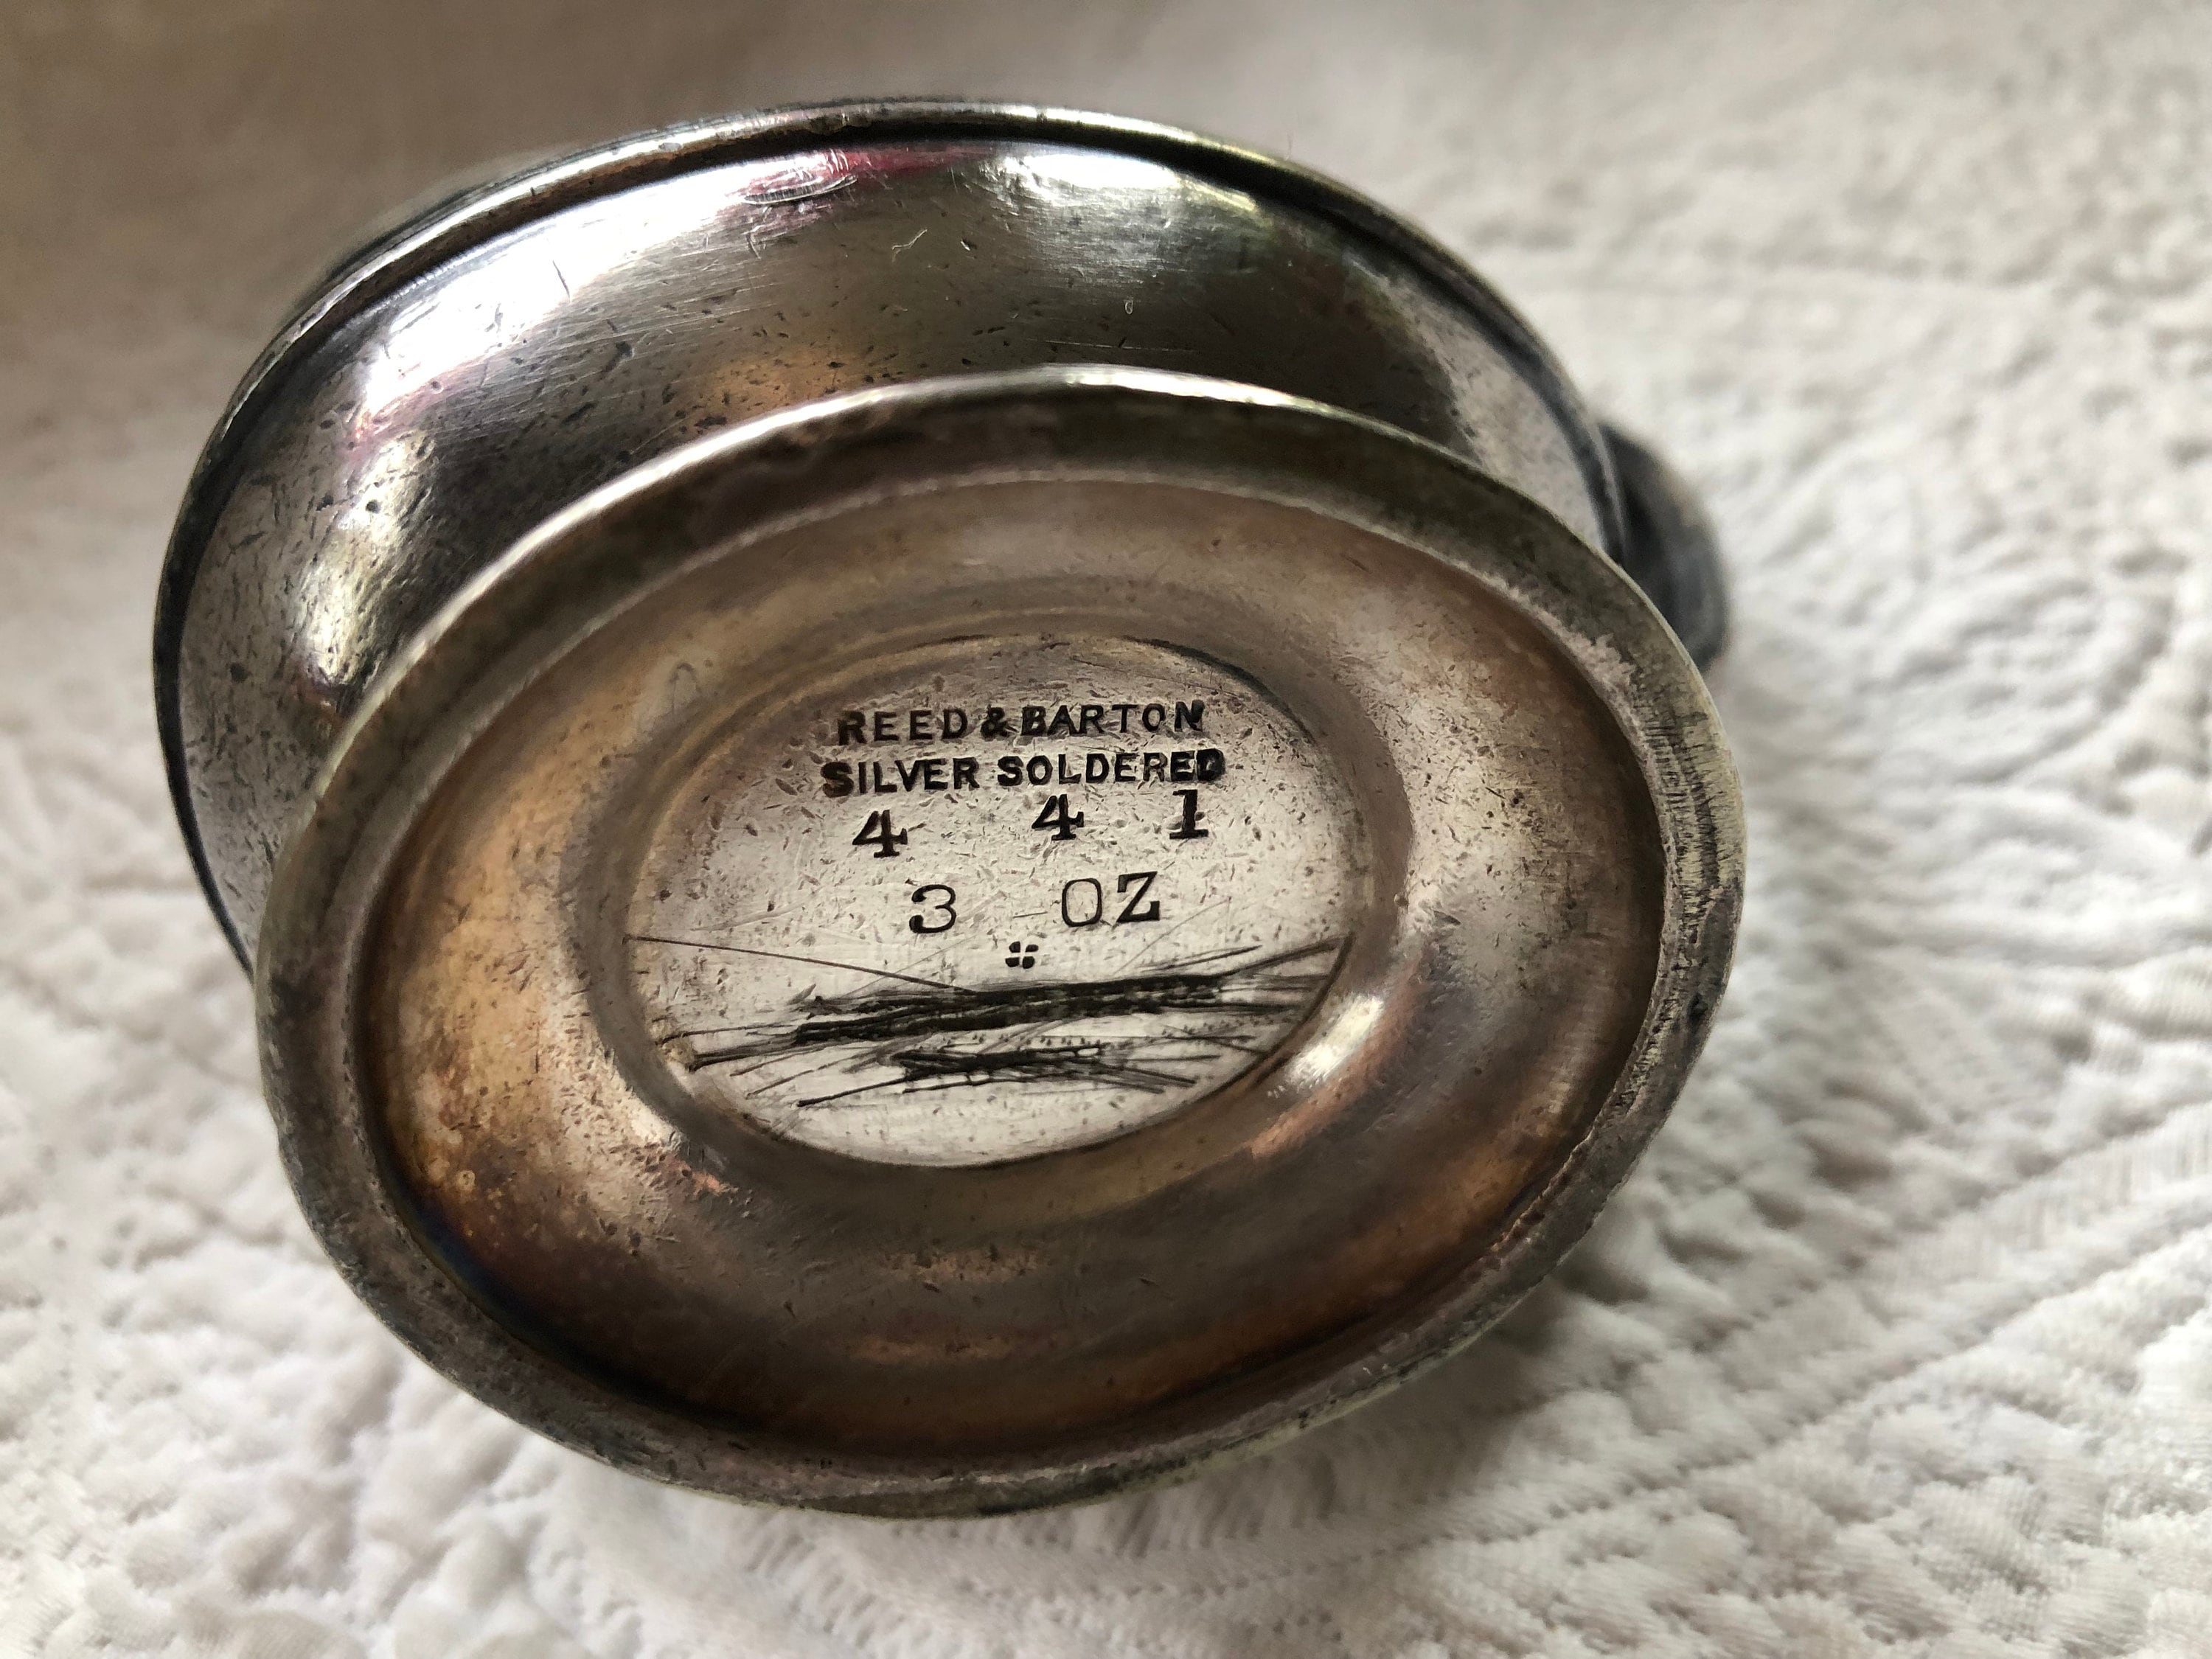 REED & BARTON
SILVER SOLDERED
4 4 1
3 OZ